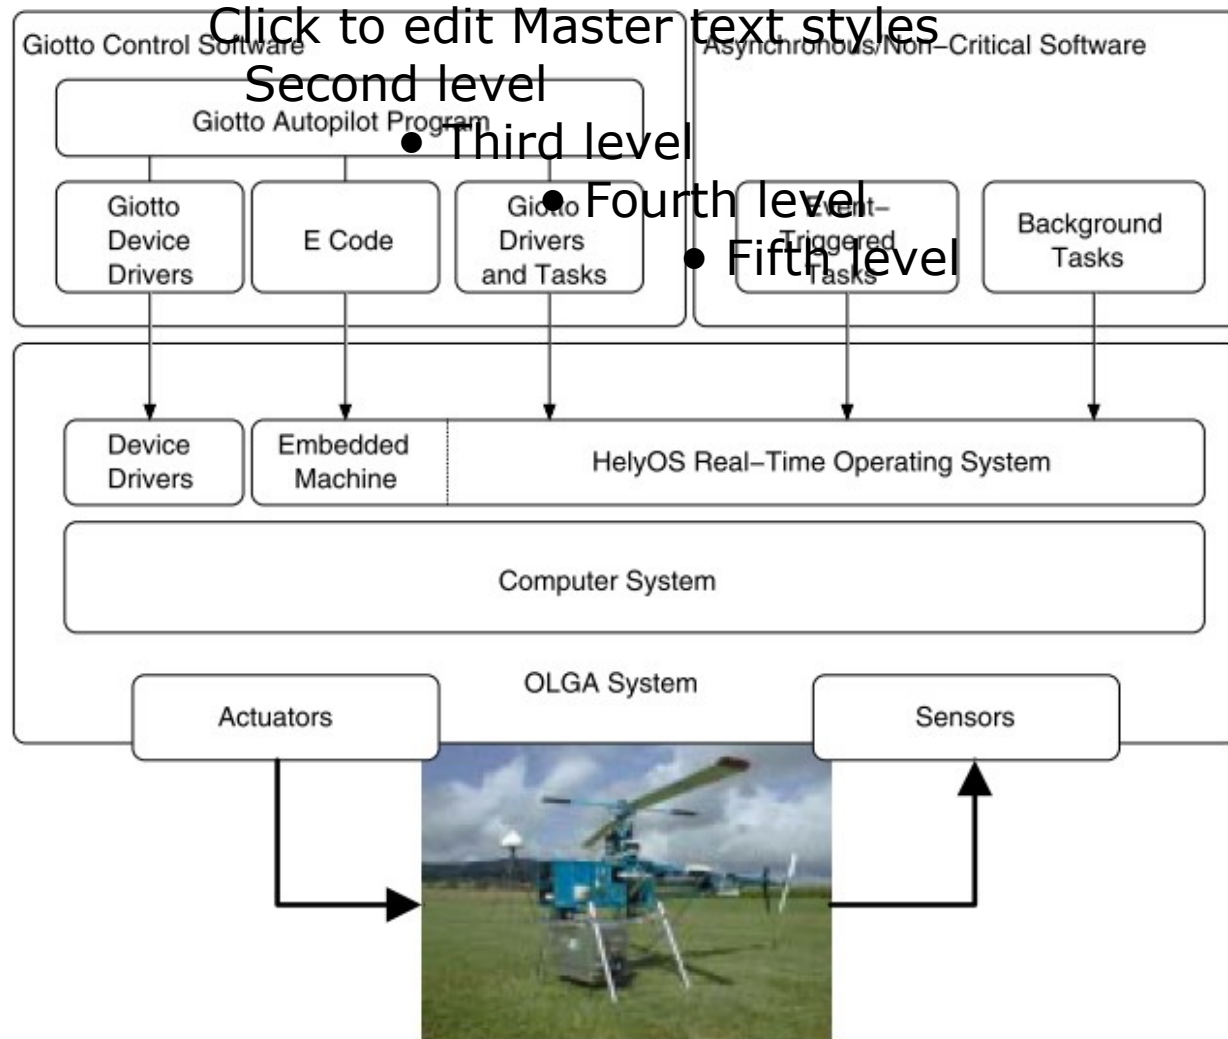 Click to edit Master text styles
Second level
• Third level
• Fourth level
• Fifth level
Giotto Control Software
Asynchronous/Non–Critical Software
Giotto Autopilot Program
Giotto
Device
Drivers
E Code
Giotto
Drivers
and Tasks
Event–
Triggered
Tasks
Background
Tasks
Device
Drivers
Embedded
Machine
HelyOS Real–Time Operating System
Computer System
OLGA System
Actuators
Sensors